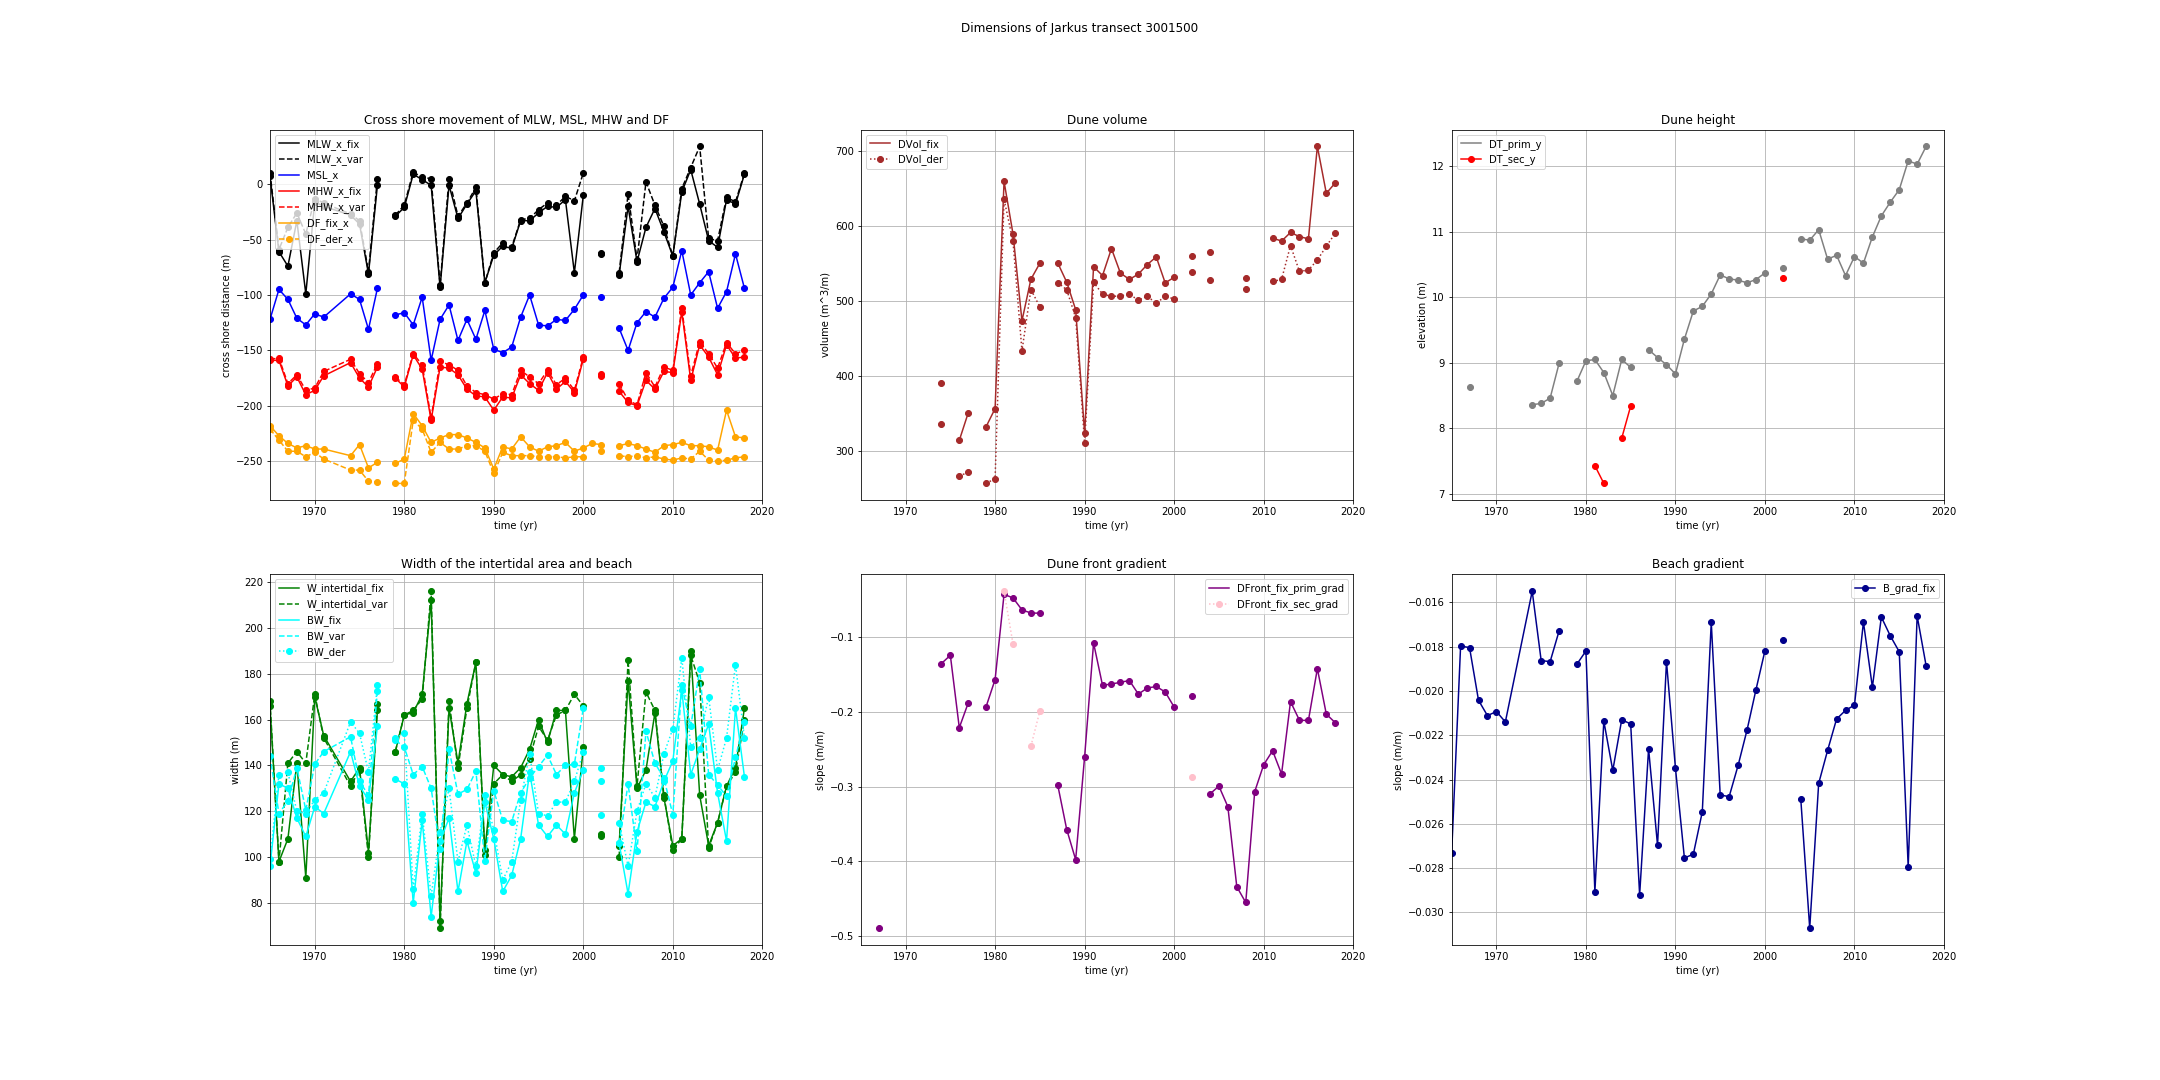 Dimensions of Jarkus transect 3001500
Cross shore movement of MLW, MSL, MHW and DF
MLW_x_fix
MLW_x_var
MSL_x
MHW_x_fix
MHW_x_var
DF_fix_x
DF_der_x
0
−50
−100
−150
−200
−250
cross shore distance (m)
1970 1980 1990 2000 2010 2020
time (yr)
Dune volume
DVol_fix
DVol_der
700
600
500
400
300
volume (m^3/m)
1970 1980 1990 2000 2010 2020
time (yr)
Dune height
DT_prim_y
DT_sec_y
12
11
10
9
8
7
elevation (m)
1970 1980 1990 2000 2010 2020
time (yr)
Width of the intertidal area and beach
W_intertidal_fix
W_intertidal_var
BW_fix
BW_var
BW_der
220
200
180
160
140
120
100
80
width (m)
1970 1980 1990 2000 2010 2020
time (yr)
Dune front gradient
DFront_fix_prim_grad
DFront_fix_sec_grad
−0.1
−0.2
−0.3
−0.4
−0.5
slope (m/m)
1970 1980 1990 2000 2010 2020
time (yr)
Beach gradient
B_grad_fix
−0.016
−0.018
−0.020
−0.022
−0.024
−0.026
−0.028
−0.030
slope (m/m)
1970 1980 1990 2000 2010 2020
time (yr)